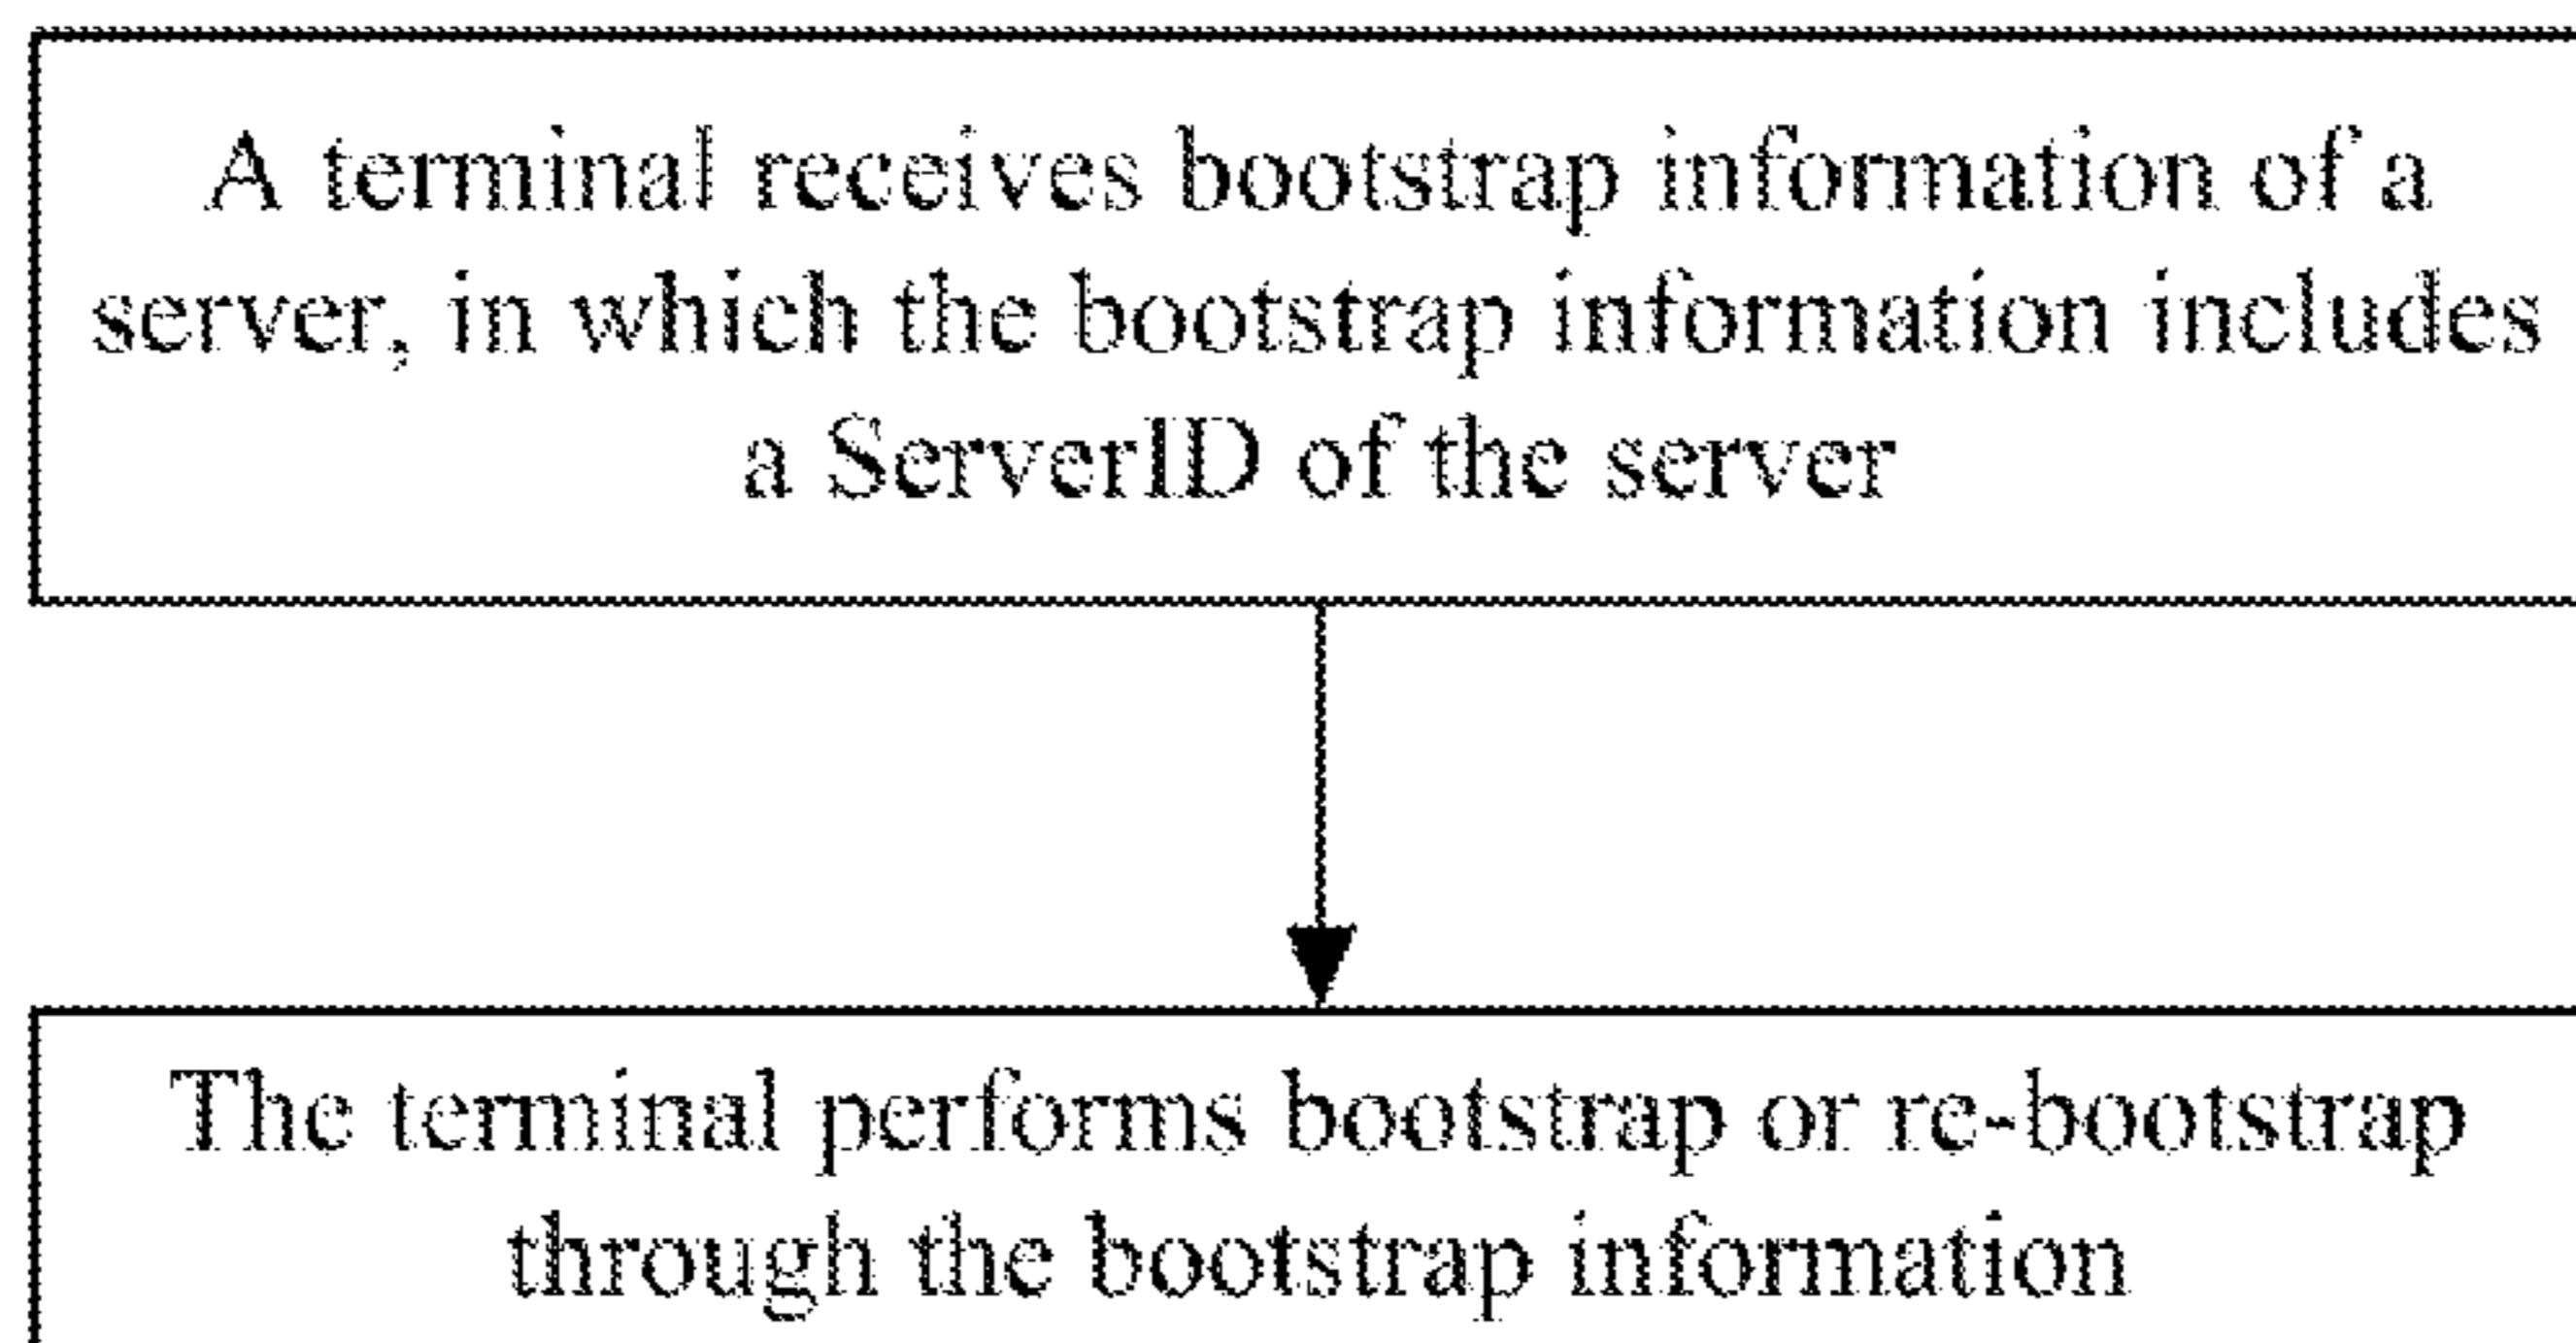 A terminal receives bootstrap information of a
server, in which the bootstrap information includes
a ServerID of the server
The terminal performs bootstrap or re-bootstrap
through the bootstrap information